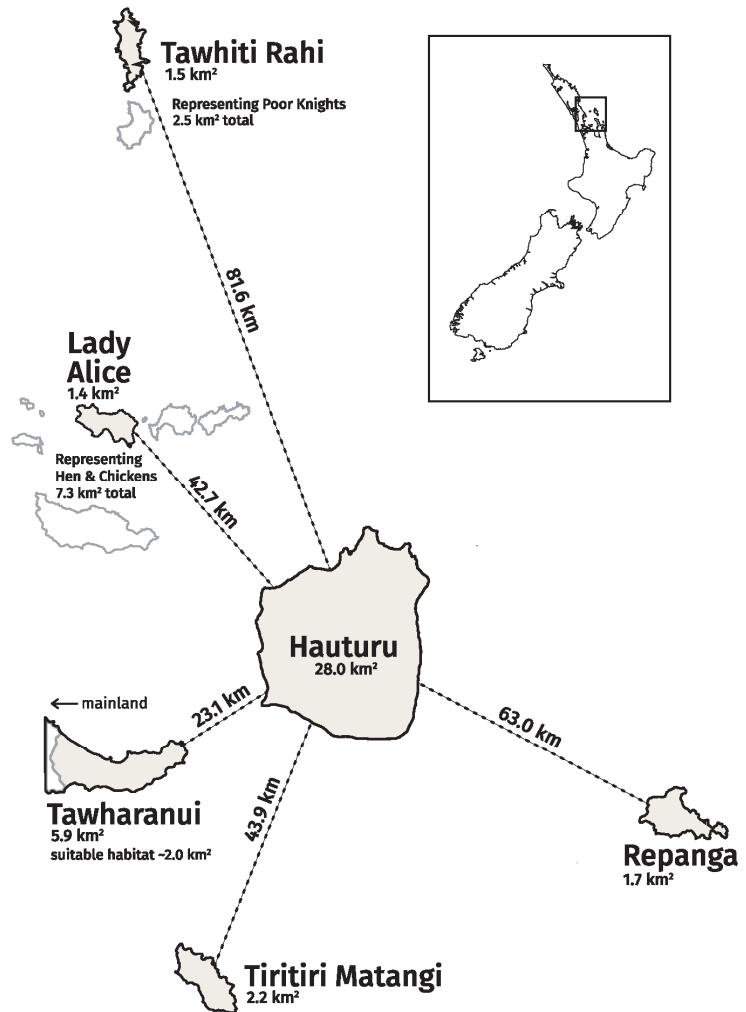 Tawhiti Rahi
1.5 km²
Representing Poor Knights
2.5 km² total
81.6 km
Lady
Alice
1.4 km²
Representing
Hen & Chickens
7.3 km² total
42.7 km
Hauturu
28.0 km²
← mainland
23.1 km
63.0 km
Tawharanui
5.9 km²
suitable habitat ~2.0 km²
43.9 km
Repanga
1.7 km²
Tiritiri Matangi
2.2 km²